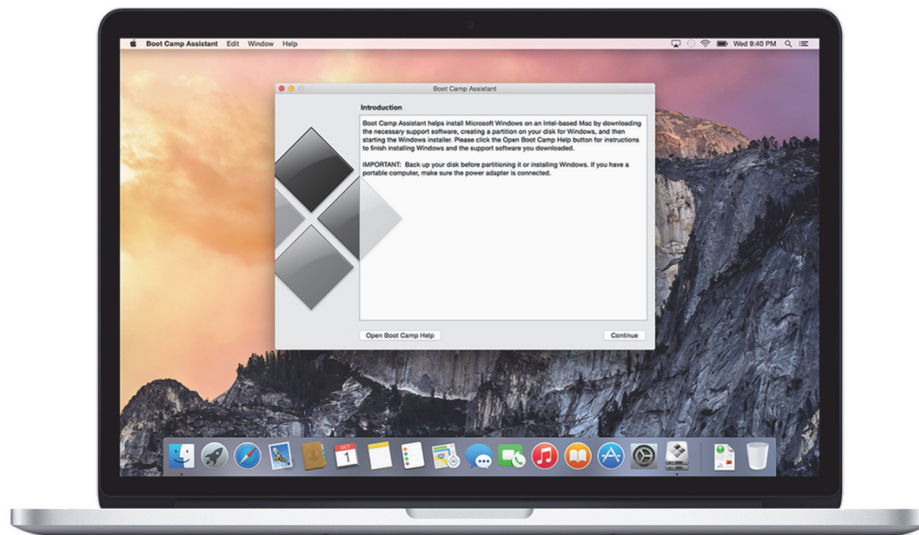 Boot Camp Assistant Edit Window Help Wed 9:40 PM
Boot Camp Assistant
Introduction
Boot Camp Assistant helps install Microsoft Windows on an Intel-based Mac by downloading
the necessary support software, creating a partition on your disk for Windows, and then
starting the Windows installer. Please click the Open Boot Camp Help button for instructions
to finish installing Windows and the support software you downloaded.
IMPORTANT: Back up your disk before partitioning it or installing Windows. If you have a
portable computer, make sure the power adapter is connected.
Open Boot Camp Help Continue
OCT
1